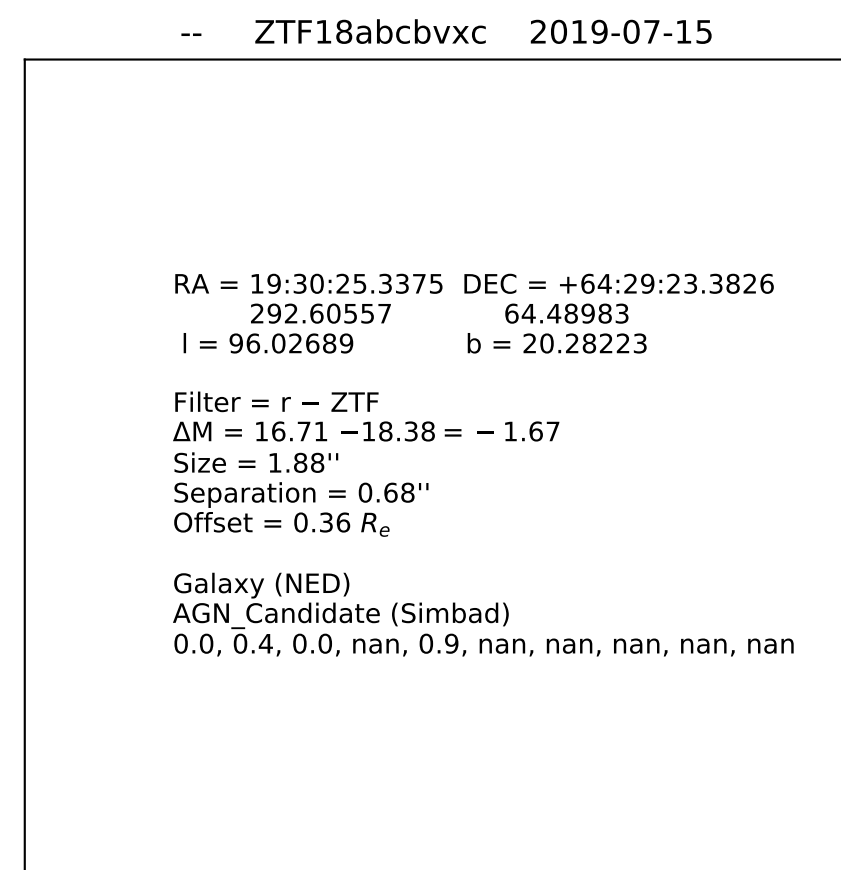 -- ZTF18abcbvxc 2019-07-15
RA = 19:30:25.3375 DEC = +64:29:23.3826
292.60557 64.48983
l = 96.02689 b = 20.28223
Filter = r − ZTF
ΔM = 16.71 −18.38 = − 1.67
Size = 1.88''
Separation = 0.68''
Offset = 0.36 Rₑ
Galaxy (NED)
AGN_Candidate (Simbad)
0.0, 0.4, 0.0, nan, 0.9, nan, nan, nan, nan, nan